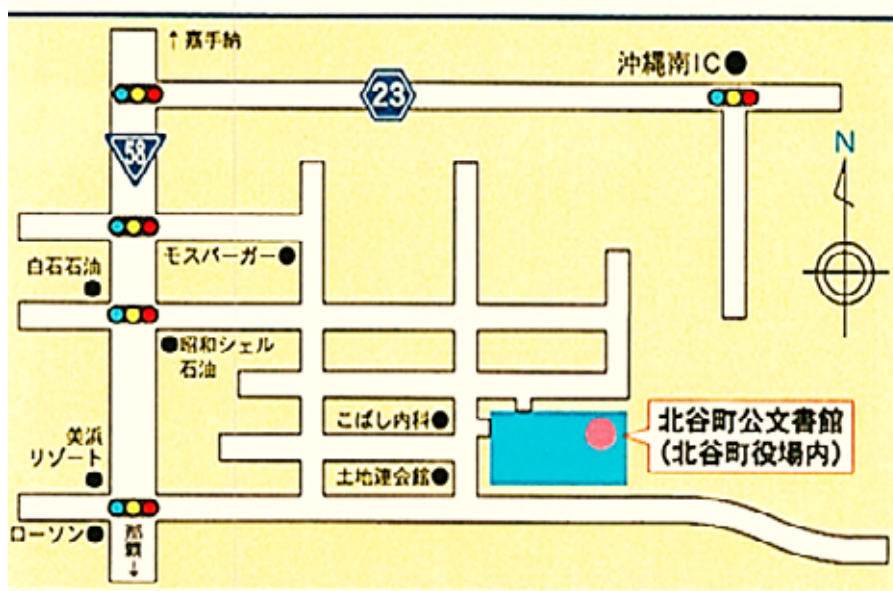 ↑嘉手納
沖縄南IC
23
58
N
モスバーガー
白石石油
昭和シェル
石油
こばし内科
北谷町公文書館
(北谷町役場内)
美浜
リゾート
土地連会館
ローソン
那覇↓